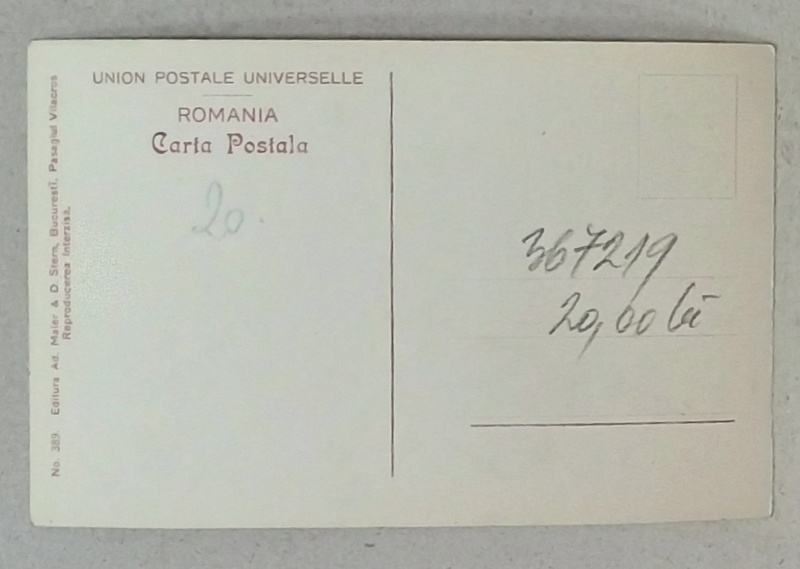 UNION POSTALE UNIVERSELLE
ROMANIA
Carta Postala
20.
367219
20,00 lei
No. 389. Editura Ad. Maier & D. Stern, Bucuresti, Pasagiul Vilacros
Reproducerea Interzisa.